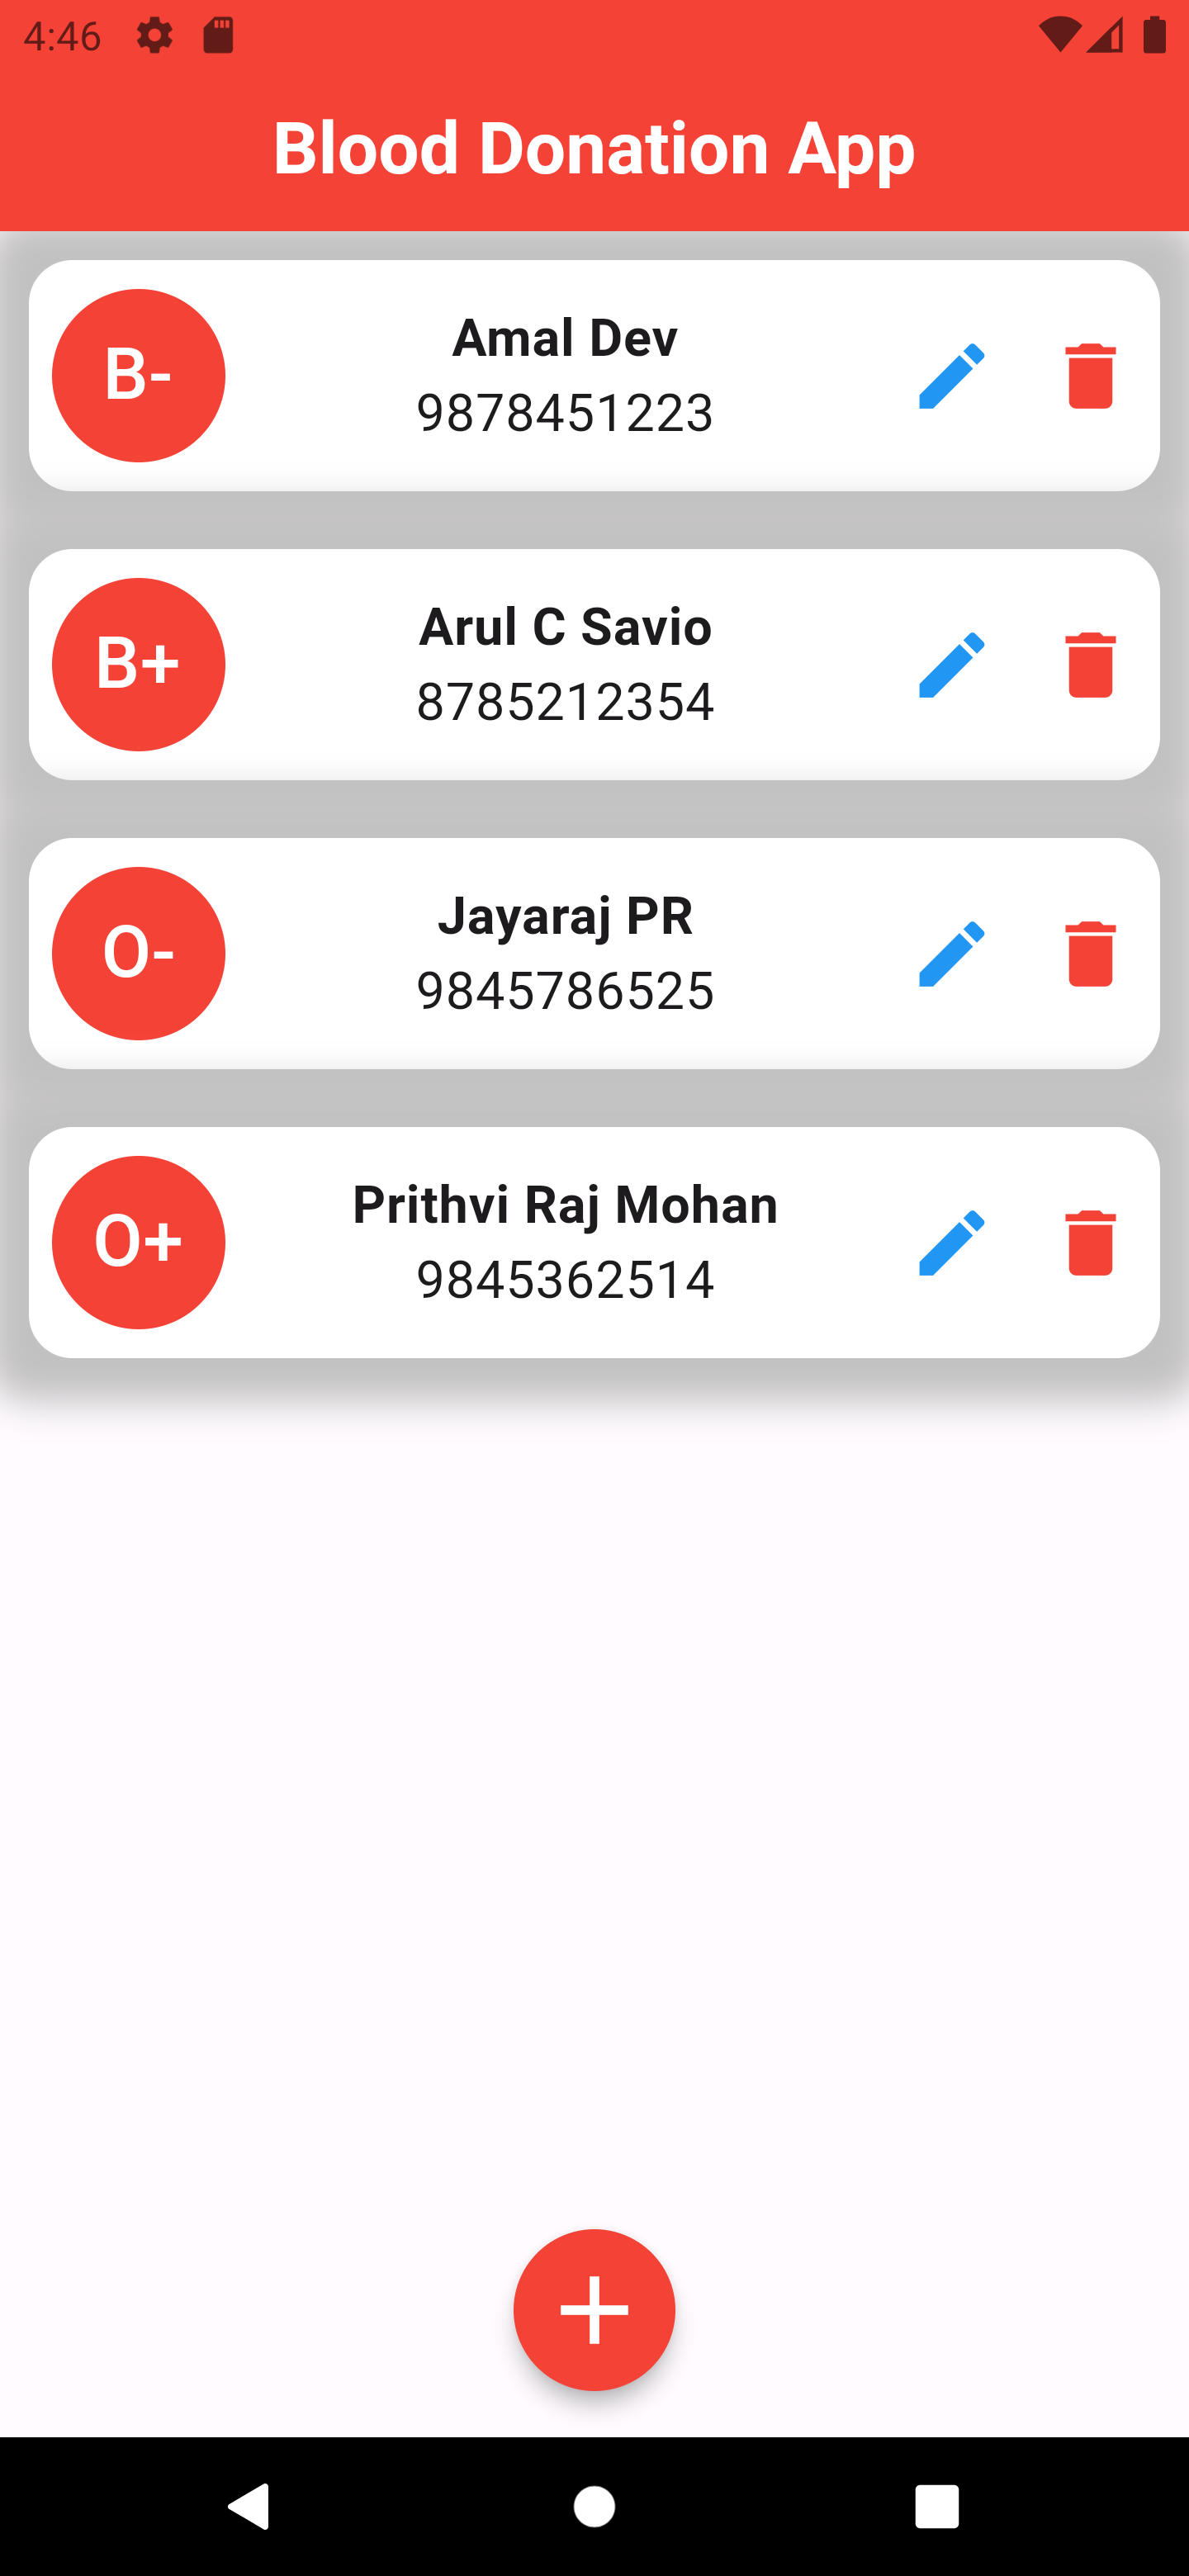 4:46
Blood Donation App
B-
Amal Dev
9878451223
B+
Arul C Savio
8785212354
O-
Jayaraj PR
9845786525
O+
Prithvi Raj Mohan
9845362514